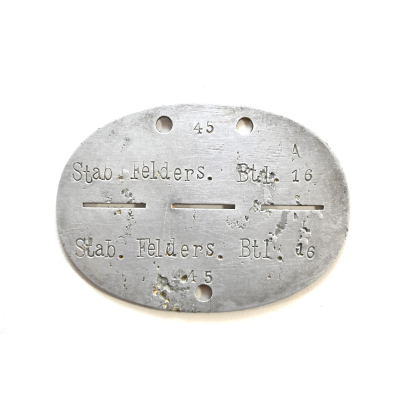 45
A
Stab. Felders. Btl. 16
Stab. Felders. Btl. 16
45